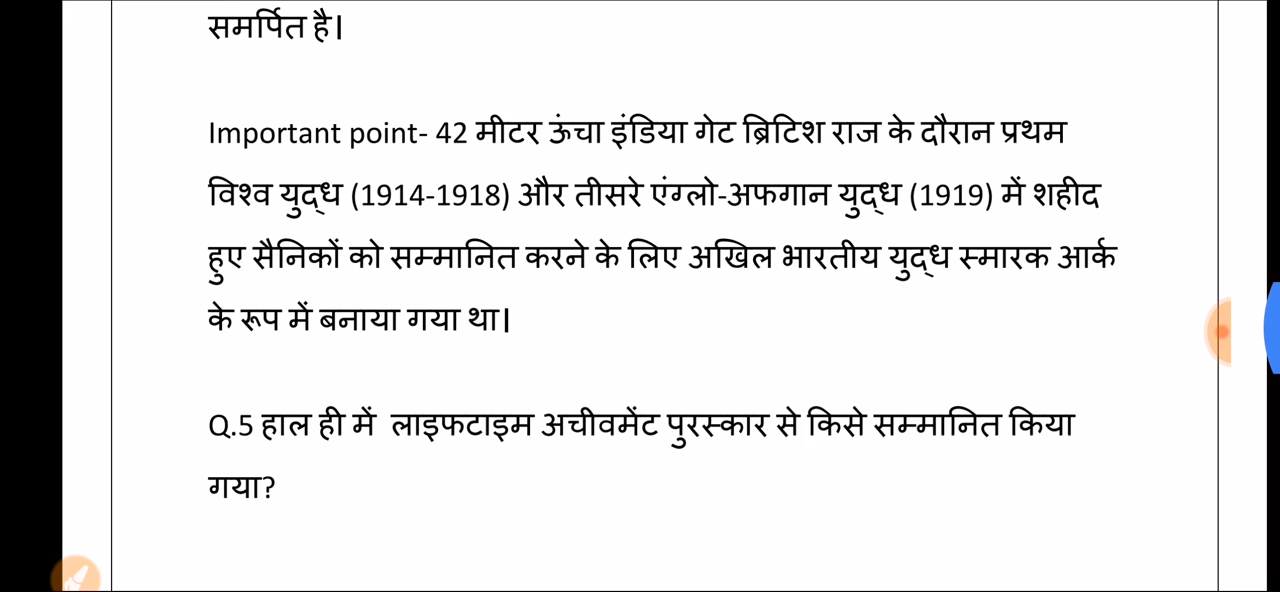 समर्पित है।
Important point- 42 मीटर ऊंचा इंडिया गेट ब्रिटिश राज के दौरान प्रथम
विश्व युद्ध (1914-1918) और तीसरे एंग्लो-अफगान युद्ध (1919) में शहीद
हुए सैनिकों को सम्मानित करने के लिए अखिल भारतीय युद्ध स्मारक आर्क
के रूप में बनाया गया था।
Q.5 हाल ही में लाइफटाइम अचीवमेंट पुरस्कार से किसे सम्मानित किया
गया?